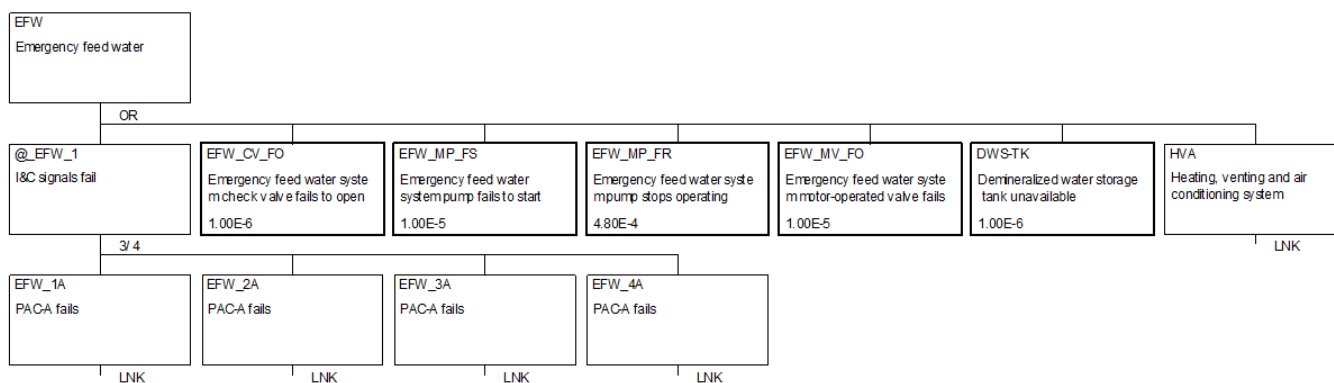 EFW
Emergency feed water
OR
@_EFW_1
I&C signals fail
EFW_CV_FO
Emergency feed water syste
m check valve fails to open
1.00E-6
EFW_MP_FS
Emergency feed water
system pump fails to start
1.00E-5
EFW_MP_FR
Emergency feed water syste
mpump stops operating
4.80E-4
EFW_MV_FO
Emergency feed water syste
m motor-operated valve fails
1.00E-5
DWS-TK
Demineralized water storage
tank unavailable
1.00E-6
HVA
Heating, venting and air
conditioning system
LNK
3/4
EFW_1A
PAC-A fails
LNK
EFW_2A
PAC-A fails
LNK
EFW_3A
PAC-A fails
LNK
EFW_4A
PAC-A fails
LNK